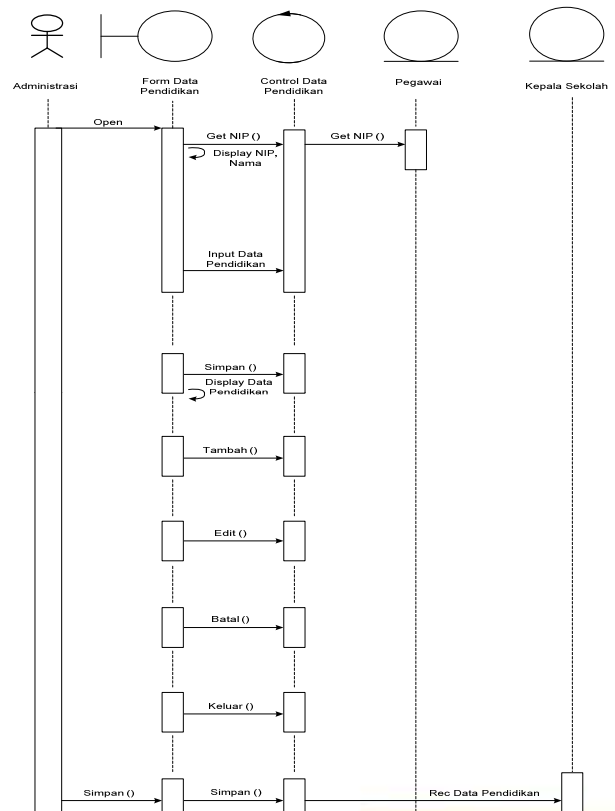 Administrasi
Form Data
Pendidikan
Control Data
Pendidikan
Pegawai
Kepala Sekolah
Open
Get NIP ()
Get NIP ()
Display NIP,
Nama
Input Data
Pendidikan
Simpan ()
Display Data
Pendidikan
Tambah ()
Edit ()
Batal ()
Keluar ()
Simpan ()
Simpan ()
Rec Data Pendidikan